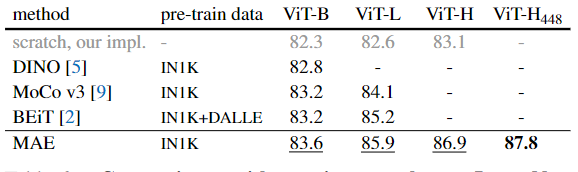 method pre-train data ViT-B ViT-L ViT-H ViT-H448
scratch, our impl. - 82.3 82.6 83.1 -
DINO [5] IN1K 82.8 - - -
MoCo v3 [9] IN1K 83.2 84.1 - -
BEiT [2] IN1K+DALLE 83.2 85.2 - -
MAE IN1K 83.6 85.9 86.9 87.8